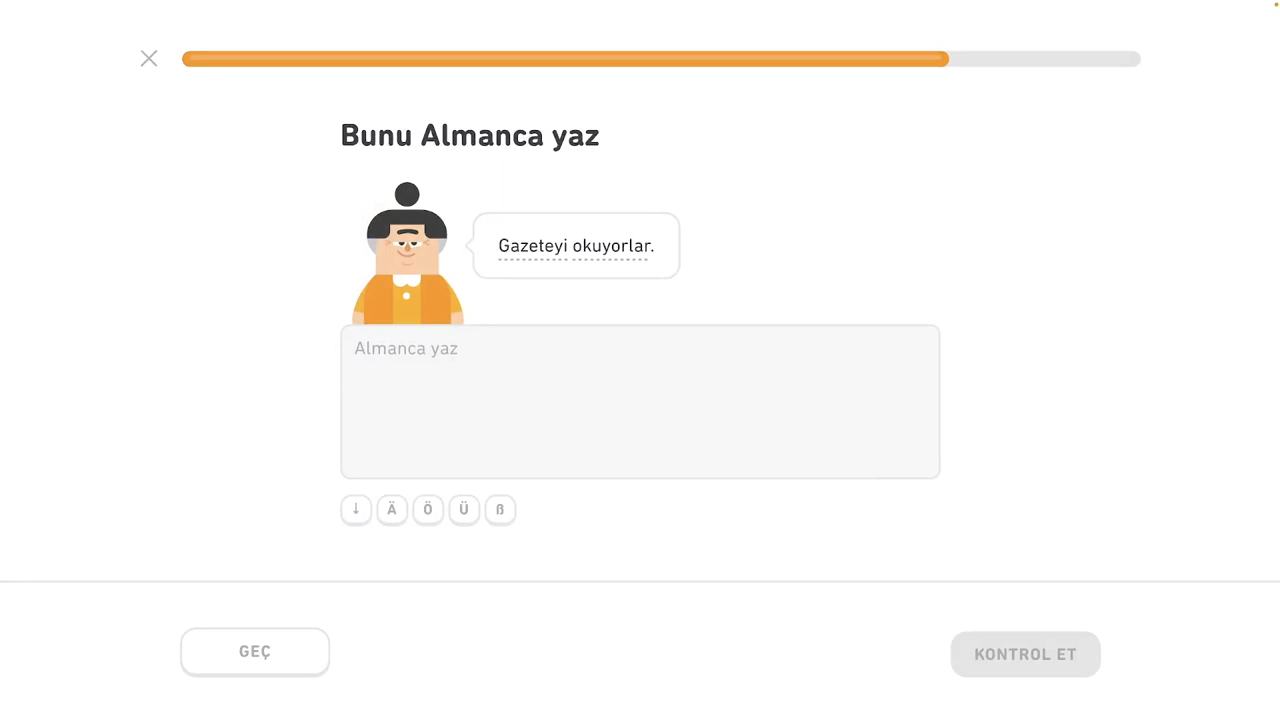 Bunu Almanca yaz
Gazeteyi okuyorlar.
Almanca yaz
↓ Ä Ö Ü ß
GEÇ
KONTROL ET